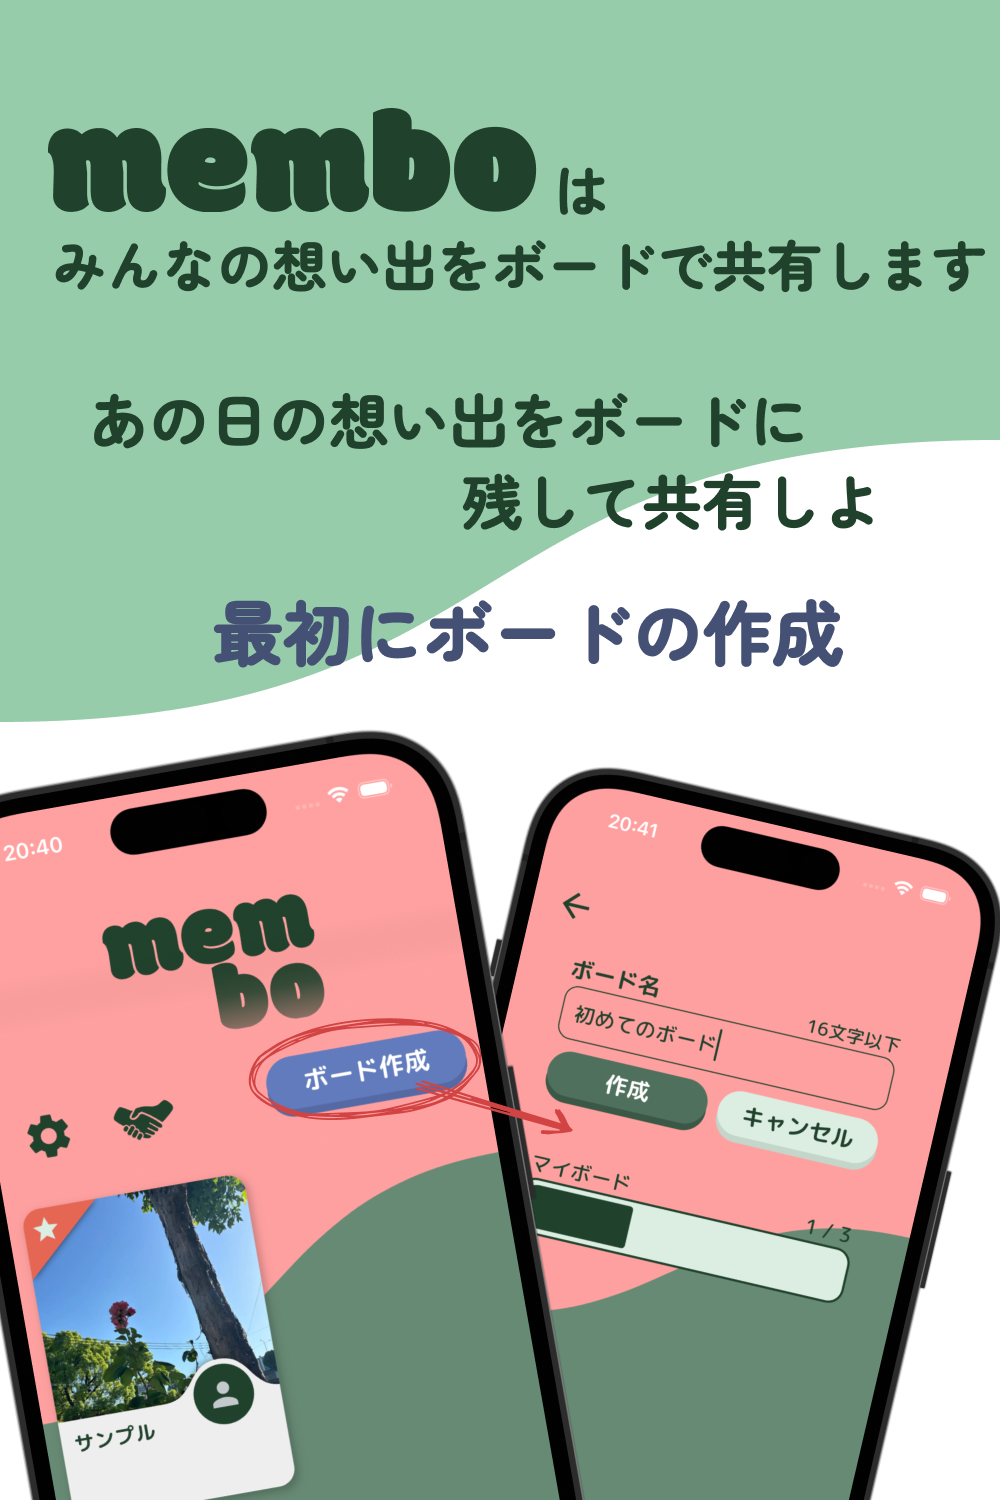 membo は
みんなの想い出をボードで共有します
あの日の想い出をボードに
残して共有しよ
最初にボードの作成
20:40
mem
bo
ボード作成
サンプル
20:41
ボード名
16文字以下
初めてのボード
作成
キャンセル
マイボード
1 / 3